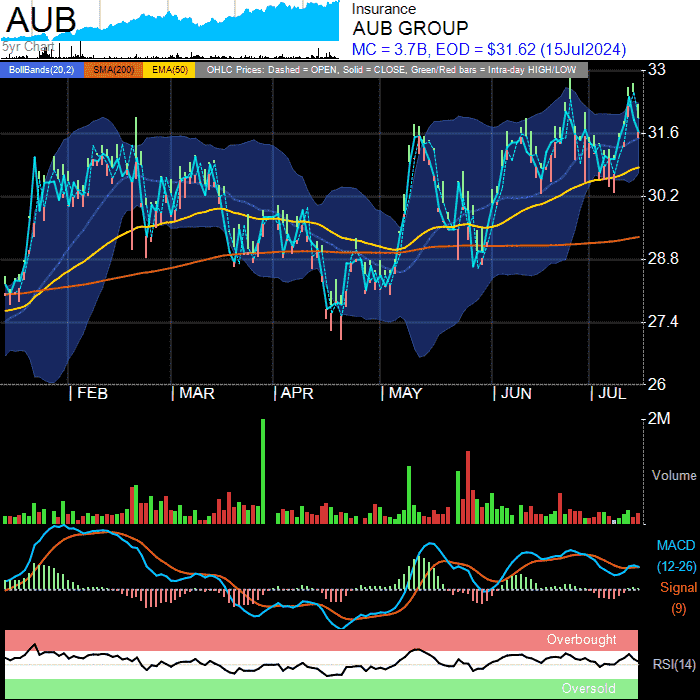 AUB
5yr Chart
Insurance
AUB GROUP
MC = 3.7B, EOD = $31.62 (15Jul2024)
BollBands(20,2) SMA(200) EMA(50) OHLC Prices: Dashed = OPEN, Solid = CLOSE, Green/Red bars = Intra-day HIGH/LOW
33
31.6
30.2
28.8
27.4
26
FEB MAR APR MAY JUN JUL
2M
Volume
MACD
(12-26)
Signal
(9)
Overbought
RSI(14)
Oversold